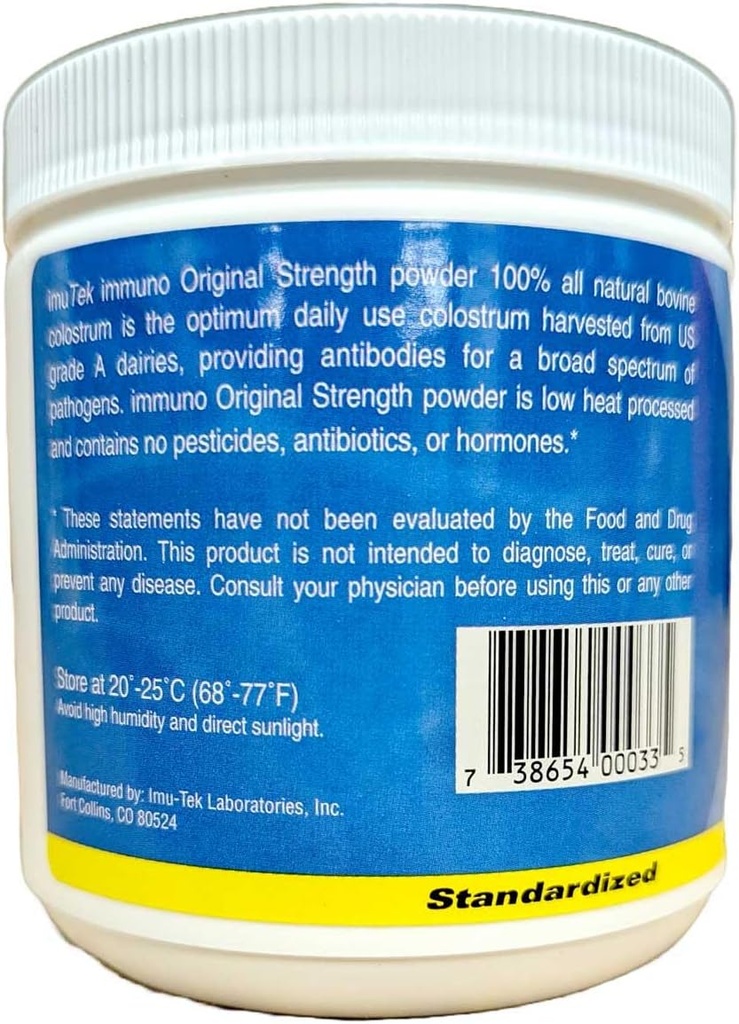 imuTek immuno Original Strength powder 100% all natural bovine
colostrum is the optimum daily use colostrum harvested from US
grade A dairies, providing antibodies for a broad spectrum of
pathogens. immuno Original Strength powder is low heat processed
and contains no pesticides, antibiotics, or hormones.*
* These statements have not been evaluated by the Food and Drug
Administration. This product is not intended to diagnose, treat, cure, or
prevent any disease. Consult your physician before using this or any other
product.
Store at 20°-25°C (68°-77°F)
Avoid high humidity and direct sunlight.
7 38654 00033 5
Manufactured by: Imu-Tek Laboratories, Inc.
Fort Collins, CO 80524
Standardized